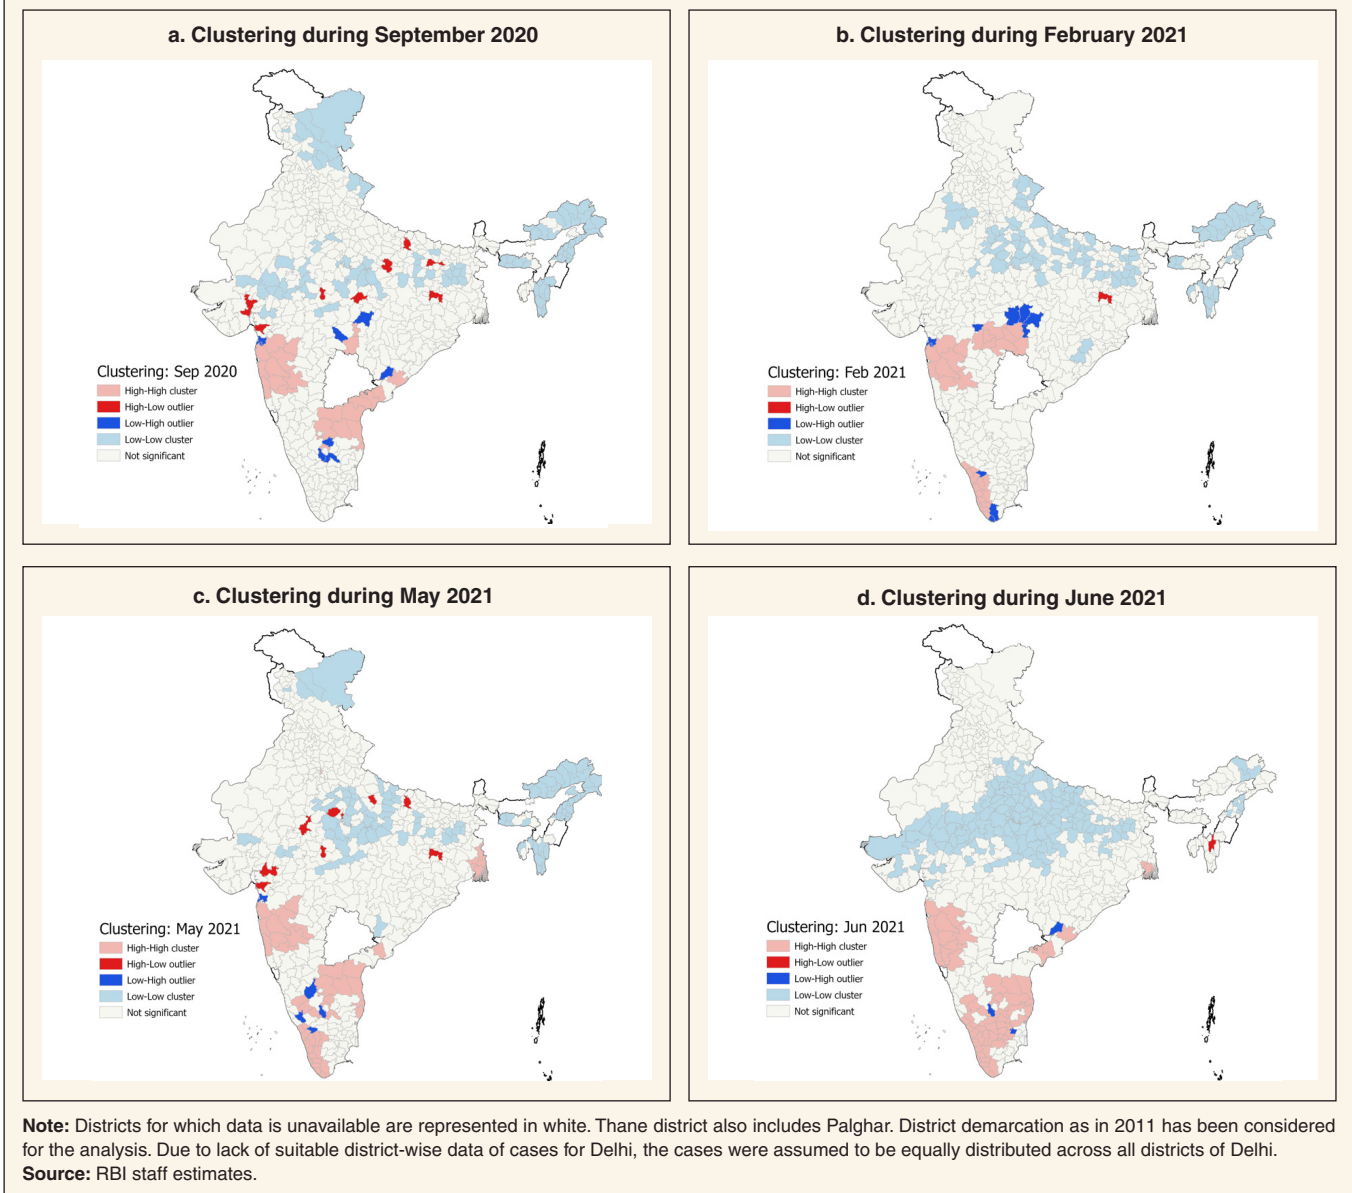 a. Clustering during September 2020
Clustering: Sep 2020
High-High cluster
High-Low outlier
Low-High outlier
Low-Low cluster
Not significant
b. Clustering during February 2021
Clustering: Feb 2021
High-High cluster
High-Low outlier
Low-High outlier
Low-Low cluster
Not significant
c. Clustering during May 2021
Clustering: May 2021
High-High cluster
High-Low outlier
Low-High outlier
Low-Low cluster
Not significant
d. Clustering during June 2021
Clustering: Jun 2021
High-High cluster
High-Low outlier
Low-High outlier
Low-Low cluster
Not significant
Note: Districts for which data is unavailable are represented in white. Thane district also includes Palghar. District demarcation as in 2011 has been considered
for the analysis. Due to lack of suitable district-wise data of cases for Delhi, the cases were assumed to be equally distributed across all districts of Delhi.
Source: RBI staff estimates.